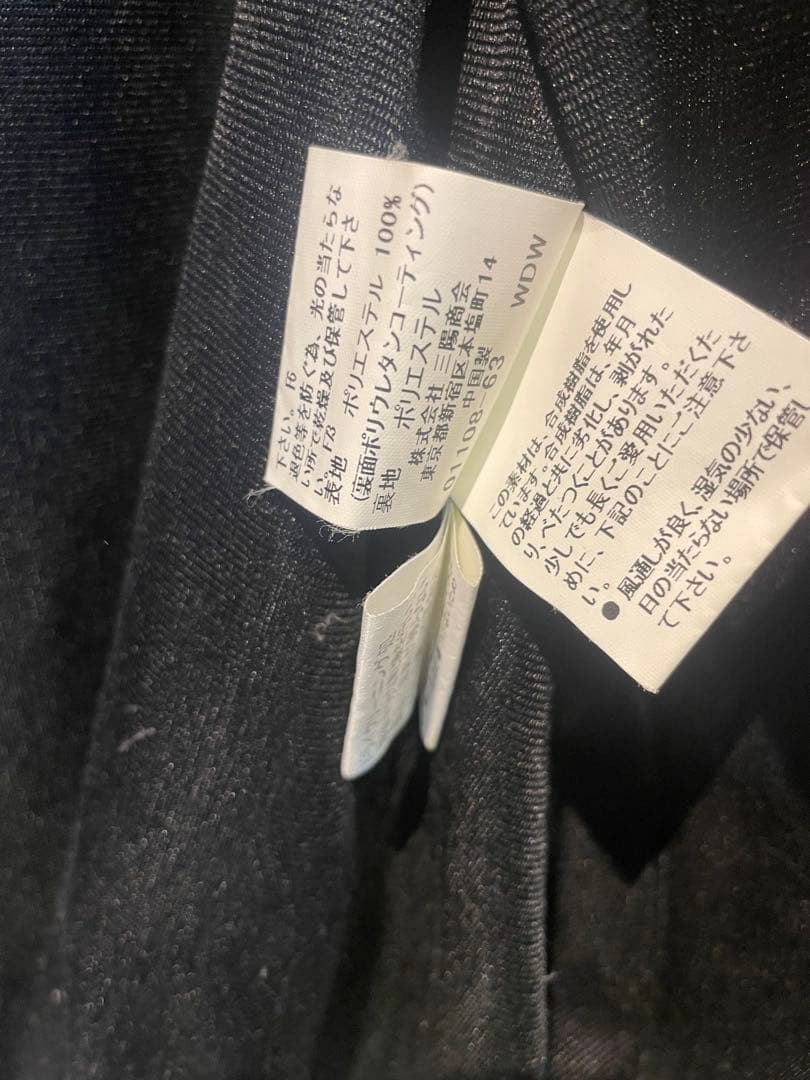 下さい。 16
退色等を防ぐ為、光の当たらな
い所で乾燥及び保管して下さ
い。 F73
表地 ポリエステル 100%
(裏面ポリウレタンコーティング)
裏地 ポリエステル
株式会社 三陽商会
東京都新宿区本塩町14
中国製
01108-63
WDW
この素材は、合成樹脂を使用し
ています。合成樹脂は、年月
の経過と共に劣化し、剥がれた
り、べたつくことがあります。
少しでも長くご愛用いただくた
めに、下記のことにご注意下さ
い。
● 風通しが良く、湿気の少ない、
日の当たらない場所で保管し
て下さい。